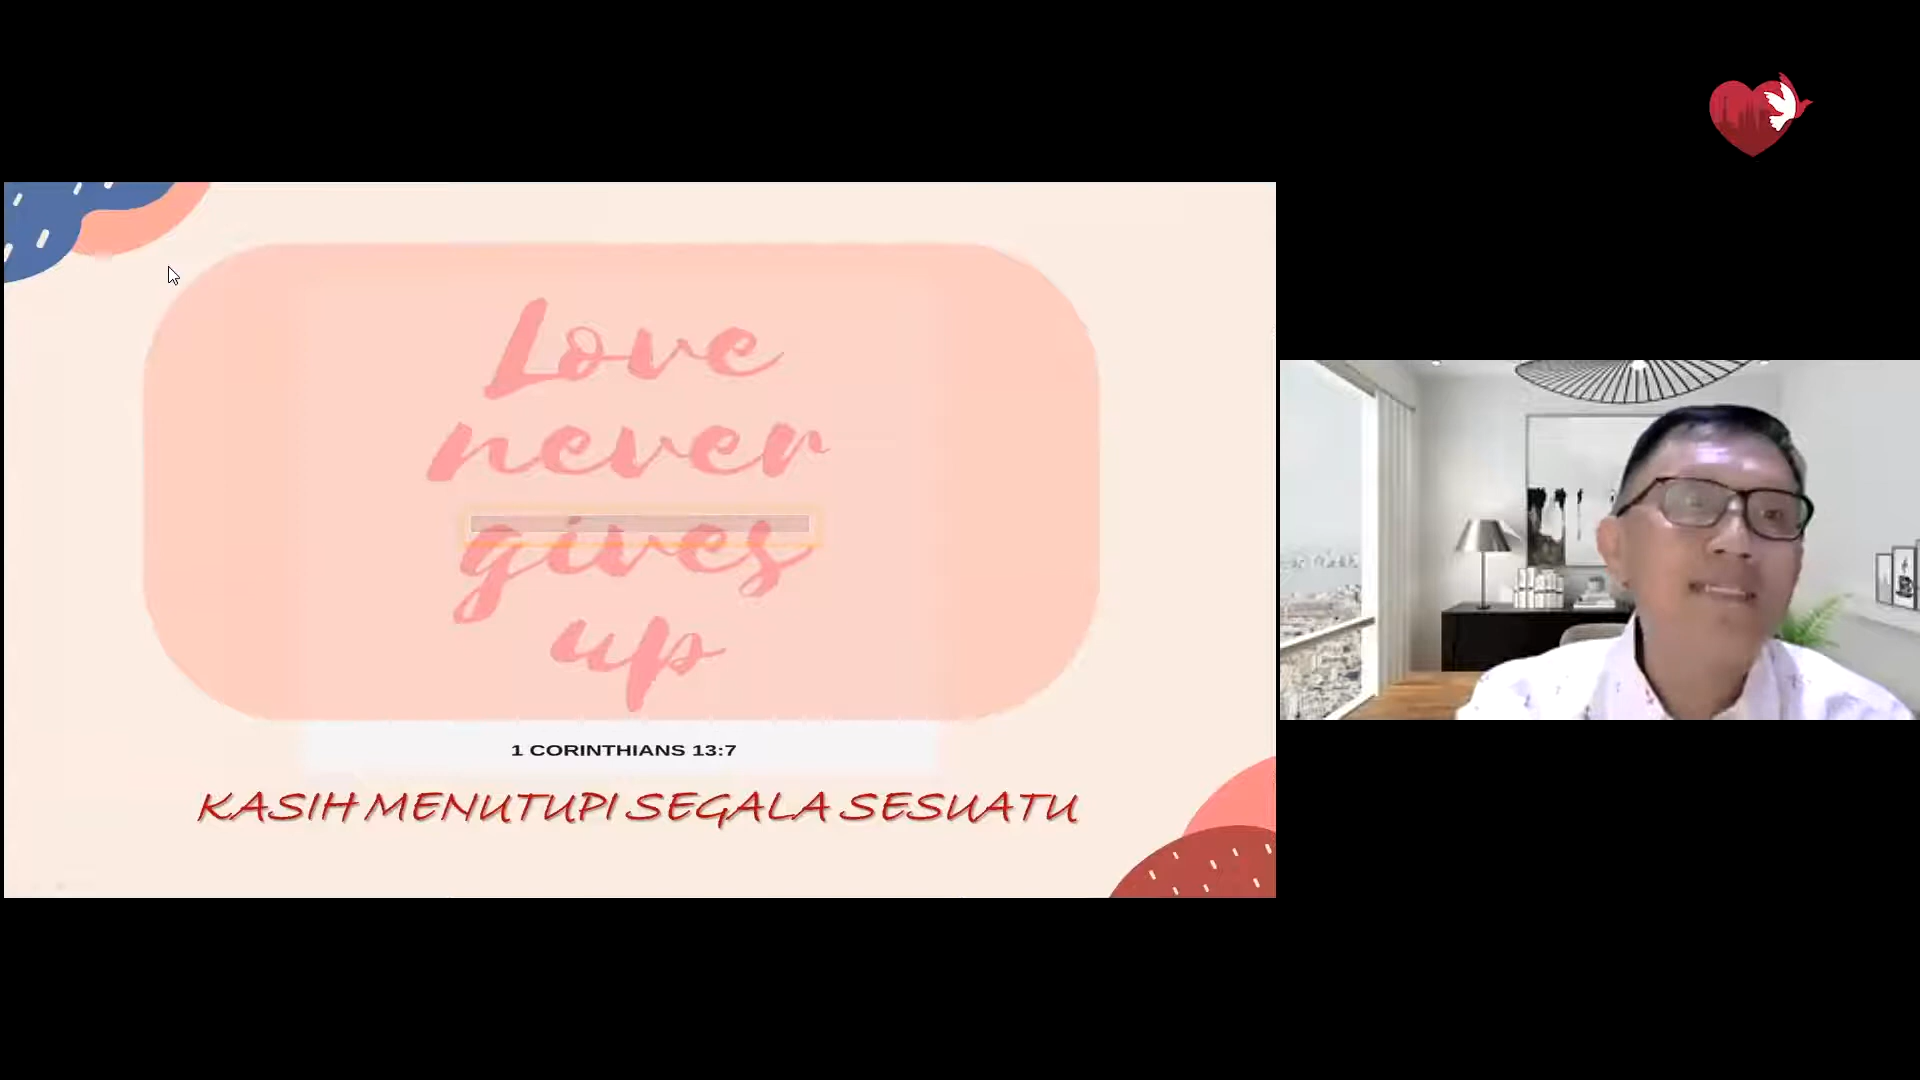 Love
never
gives
up
1 CORINTHIANS 13:7
KASIH MENUTUPI SEGALA SESUATU